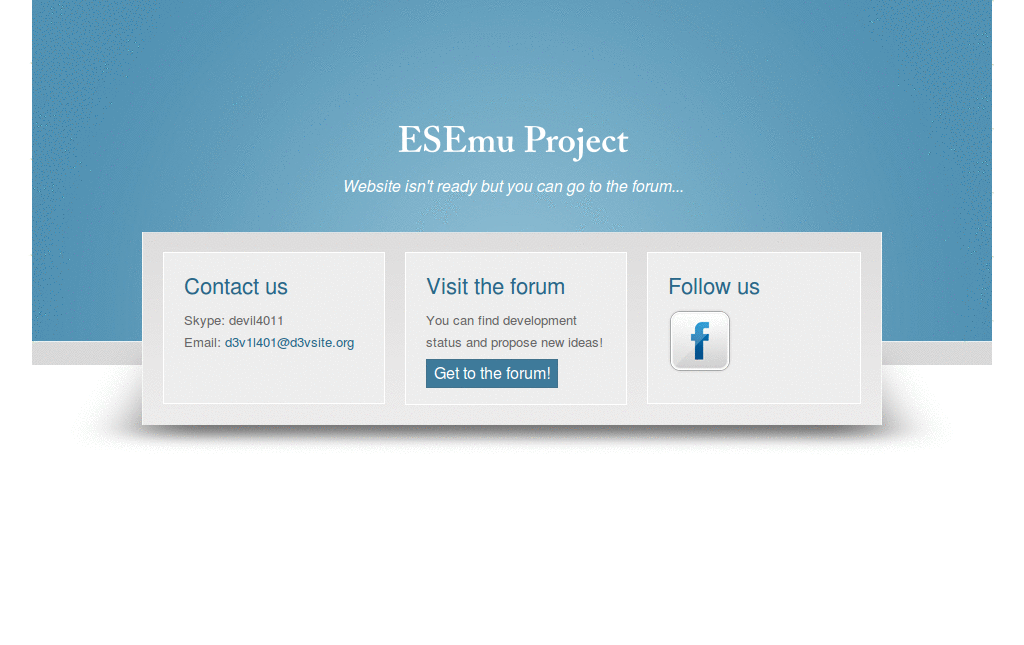 ESEmu Project
Website isn't ready but you can go to the forum...
Contact us
Skype: devil4011
Email: d3v1l401@d3vsite.org
Visit the forum
You can find development
status and propose new ideas!
Get to the forum!
Follow us
f